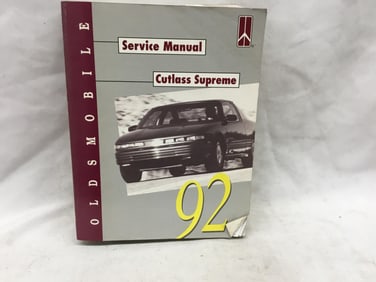 OLDSMOBILE
Service Manual
Cutlass Supreme
92